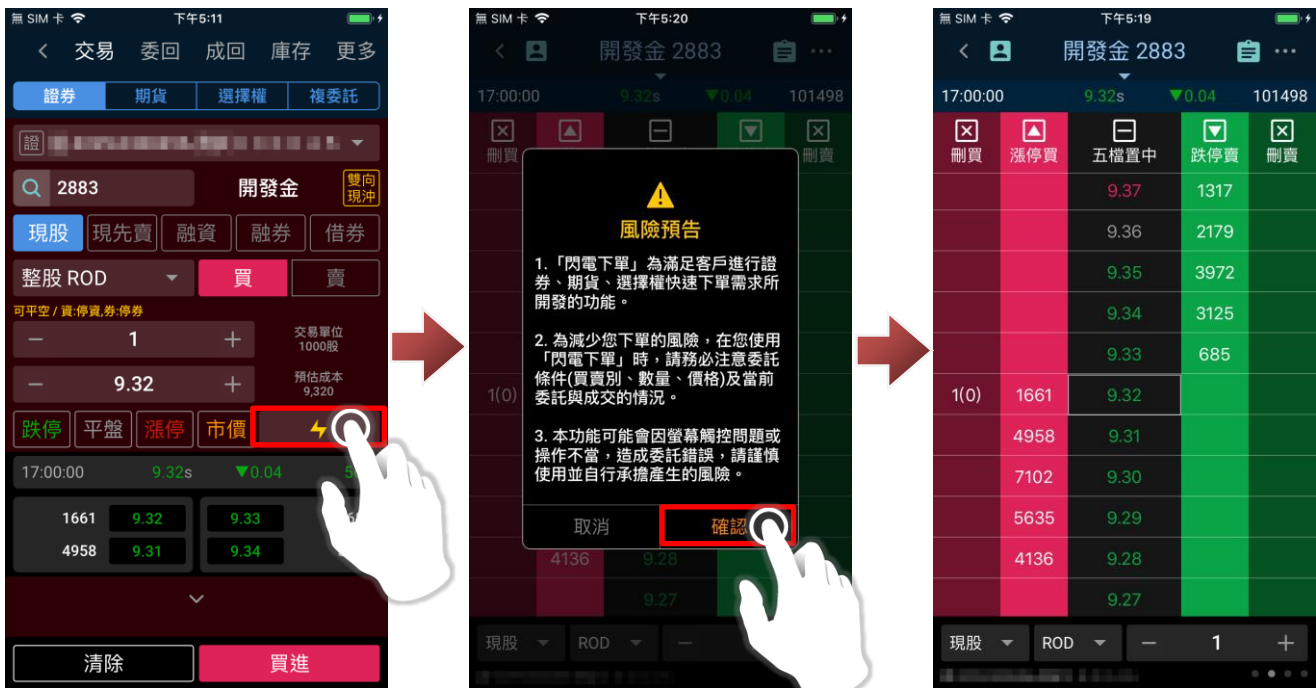 無 SIM 卡 下午5:11
交易 委回 成回 庫存 更多
證券 期貨 選擇權 複委託
證
2883 開發金 雙向現沖
現股 現先賣 融資 融券 借券
整股 ROD 買 賣
可平空 / 資:停資,券:停券
− 1 + 交易單位 1000股
− 9.32 + 預估成本 9,320
跌停 平盤 漲停 市價
17:00:00 9.32s ▼0.04
1661 9.32 9.33
4958 9.31 9.34
清除 買進
無 SIM 卡 下午5:20
開發金 2883
17:00:00 9.32s ▼0.04 101498
刪買 刪賣
風險預告
1.「閃電下單」為滿足客戶進行證
券、期貨、選擇權快速下單需求所
開發的功能。
2. 為減少您下單的風險，在您使用
「閃電下單」時，請務必注意委託
條件(買賣別、數量、價格)及當前
委託與成交的情況。
3. 本功能可能會因螢幕觸控問題或
操作不當，造成委託錯誤，請謹慎
使用並自行承擔產生的風險。
1(0)
取消 確認
4136 9.28
9.27
現股 ROD −
無 SIM 卡 下午5:19
開發金 2883
17:00:00 9.32s ▼0.04 101498
刪買 漲停買 五檔置中 跌停賣 刪賣
9.37 1317
9.36 2179
9.35 3972
9.34 3125
9.33 685
1(0) 1661 9.32
4958 9.31
7102 9.30
5635 9.29
4136 9.28
9.27
現股 ROD − 1 +